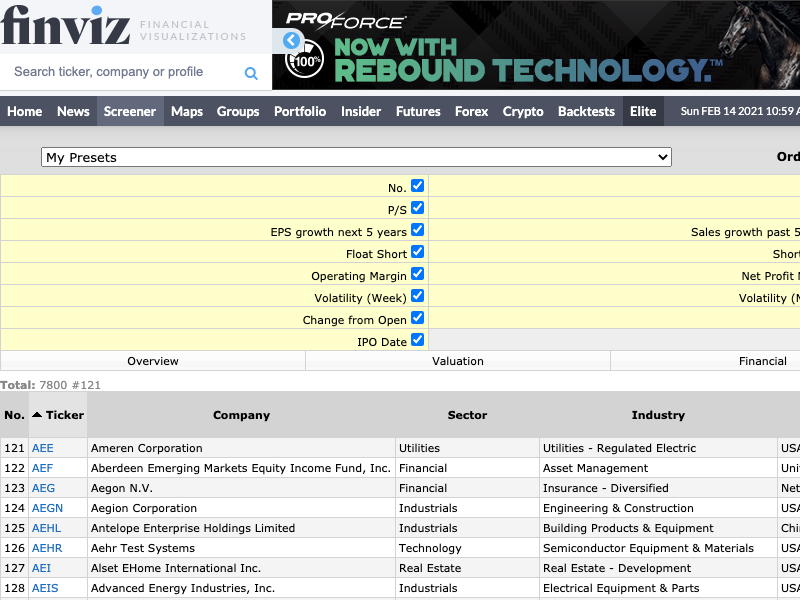 finviz FINANCIAL
VISUALIZATIONS
PROFORCE
100%
NOW WITH
REBOUND TECHNOLOGY.™
Search ticker, company or profile
Home News Screener Maps Groups Portfolio Insider Futures Forex Crypto Backtests Elite Sun FEB 14 2021 10:59 A
My Presets
Ord
No.
P/S
EPS growth next 5 years Sales growth past 5
Float Short Short
Operating Margin Net Profit M
Volatility (Week) Volatility (M
Change from Open
IPO Date
Overview Valuation Financial
Total: 7800 #121
No. Ticker Company Sector Industry
121 AEE Ameren Corporation Utilities Utilities - Regulated Electric USA
122 AEF Aberdeen Emerging Markets Equity Income Fund, Inc. Financial Asset Management Uni
123 AEG Aegon N.V. Financial Insurance - Diversified Net
124 AEGN Aegion Corporation Industrials Engineering & Construction USA
125 AEHL Antelope Enterprise Holdings Limited Industrials Building Products & Equipment Chi
126 AEHR Aehr Test Systems Technology Semiconductor Equipment & Materials USA
127 AEI Alset EHome International Inc. Real Estate Real Estate - Development USA
128 AEIS Advanced Energy Industries, Inc. Industrials Electrical Equipment & Parts USA